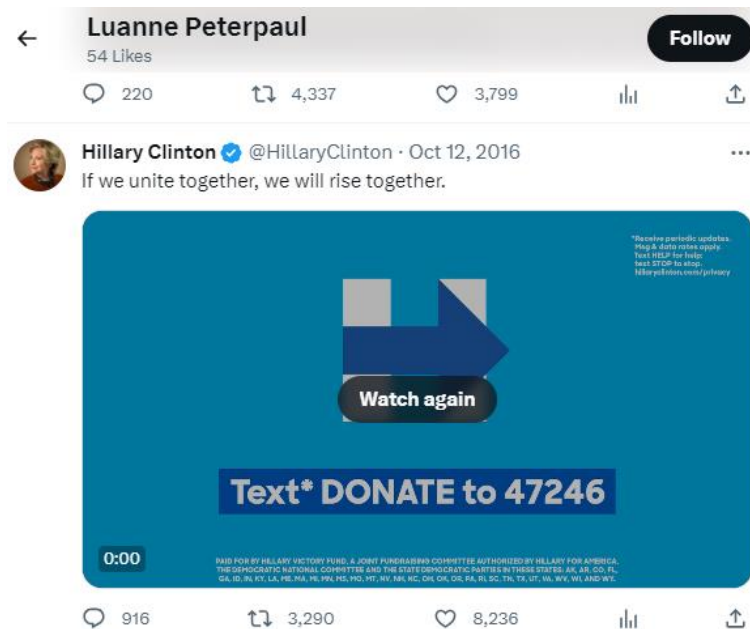 Luanne Peterpaul
54 Likes
Follow
220 4,337 3,799
Hillary Clinton @HillaryClinton · Oct 12, 2016
If we unite together, we will rise together.
*Receive periodic updates.
Msg & data rates apply.
Text HELP for help;
text STOP to stop.
hillaryclinton.com/privacy
Watch again
Text* DONATE to 47246
0:00
PAID FOR BY HILLARY VICTORY FUND, A JOINT FUNDRAISING COMMITTEE AUTHORIZED BY HILLARY FOR AMERICA,
THE DEMOCRATIC NATIONAL COMMITTEE AND THE STATE DEMOCRATIC PARTIES IN THESE STATES: AK, AR, CO, FL,
GA, ID, IN, KY, LA, ME, MA, MI, MN, MS, MO, MT, NV, NH, NC, OH, OK, OR, PA, RI, SC, TN, TX, UT, VA, WV, WI, AND WY.
916 3,290 8,236